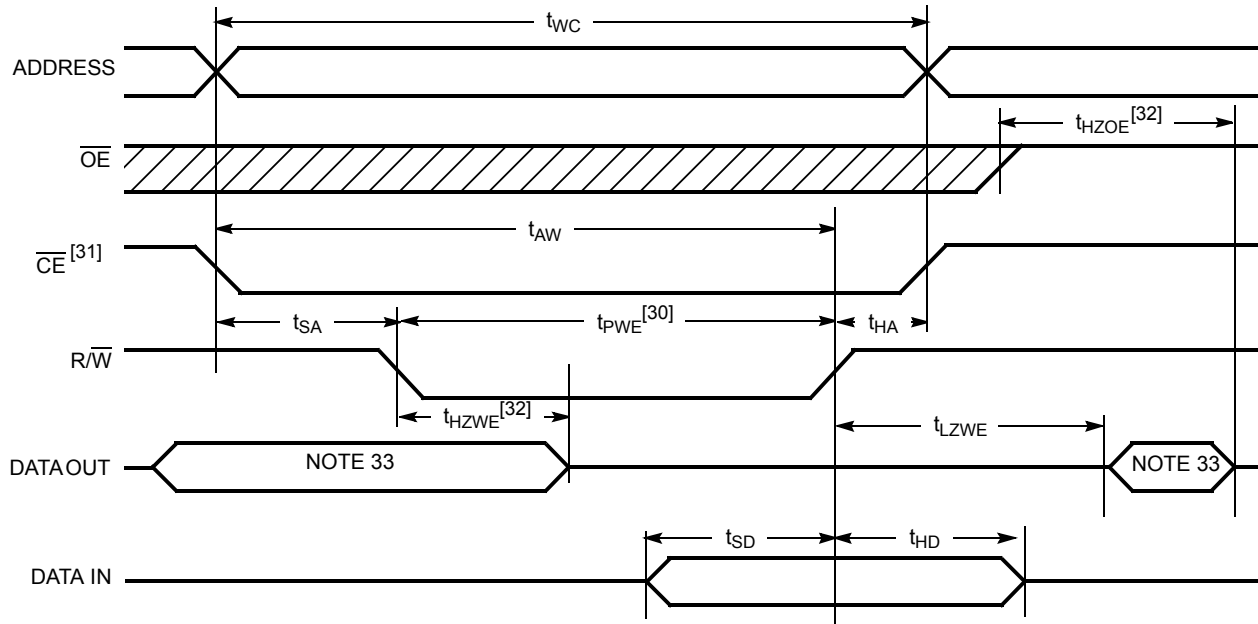 tWC
ADDRESS
tHZOE[32]
OE
tAW
CE[31]
tSA
tPWE[30]
tHA
R/W
tHZWE[32]
tLZWE
DATA OUT
NOTE 33
NOTE 33
tSD
tHD
DATA IN